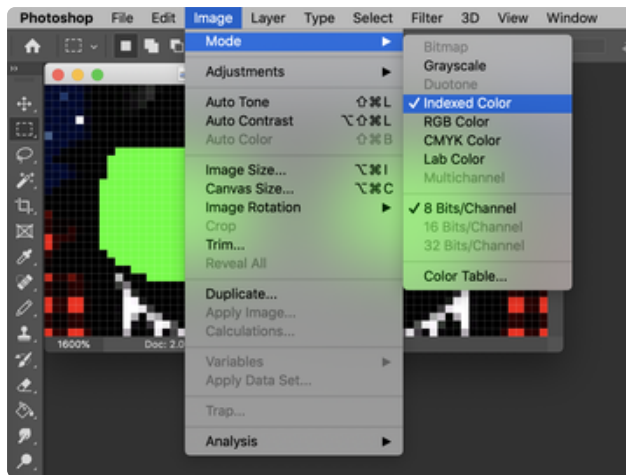 Photoshop File Edit Image Layer Type Select Filter 3D View Window
Mode
Adjustments
Auto Tone ⇧⌘L
Auto Contrast ⌥⇧⌘L
Auto Color ⇧⌘B
Image Size... ⌥⌘I
Canvas Size... ⌥⌘C
Image Rotation
Crop
Trim...
Reveal All
Duplicate...
Apply Image...
Calculations...
Variables
Apply Data Set...
Trap...
Analysis
Bitmap
Grayscale
Duotone
✓ Indexed Color
RGB Color
CMYK Color
Lab Color
Multichannel
✓ 8 Bits/Channel
16 Bits/Channel
32 Bits/Channel
Color Table...
1600% Doc: 2.0